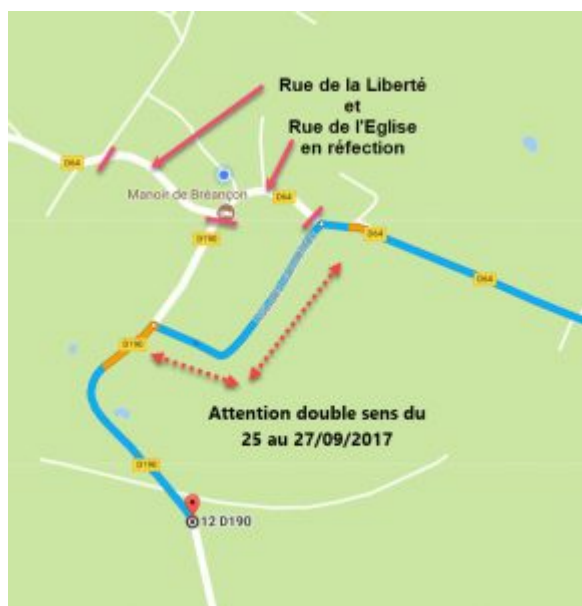 Rue de la Liberté
et
Rue de l'Eglise
en réfection
D64
Manoir de Bréançon
D64
D190
D64
D64
D190
Attention double sens du
25 au 27/09/2017
D190
12 D190